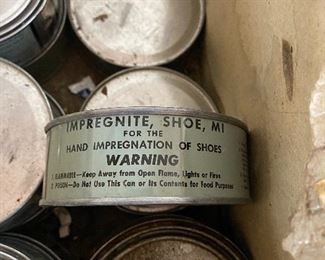 IMPREGNITE, SHOE, MI
FOR THE
HAND IMPREGNATION OF SHOES
WARNING
1. FLAMMABLE—Keep Away from Open Flame, Lights or Fires
2. POISON—Do Not Use This Can or Its Contents for Food Purposes